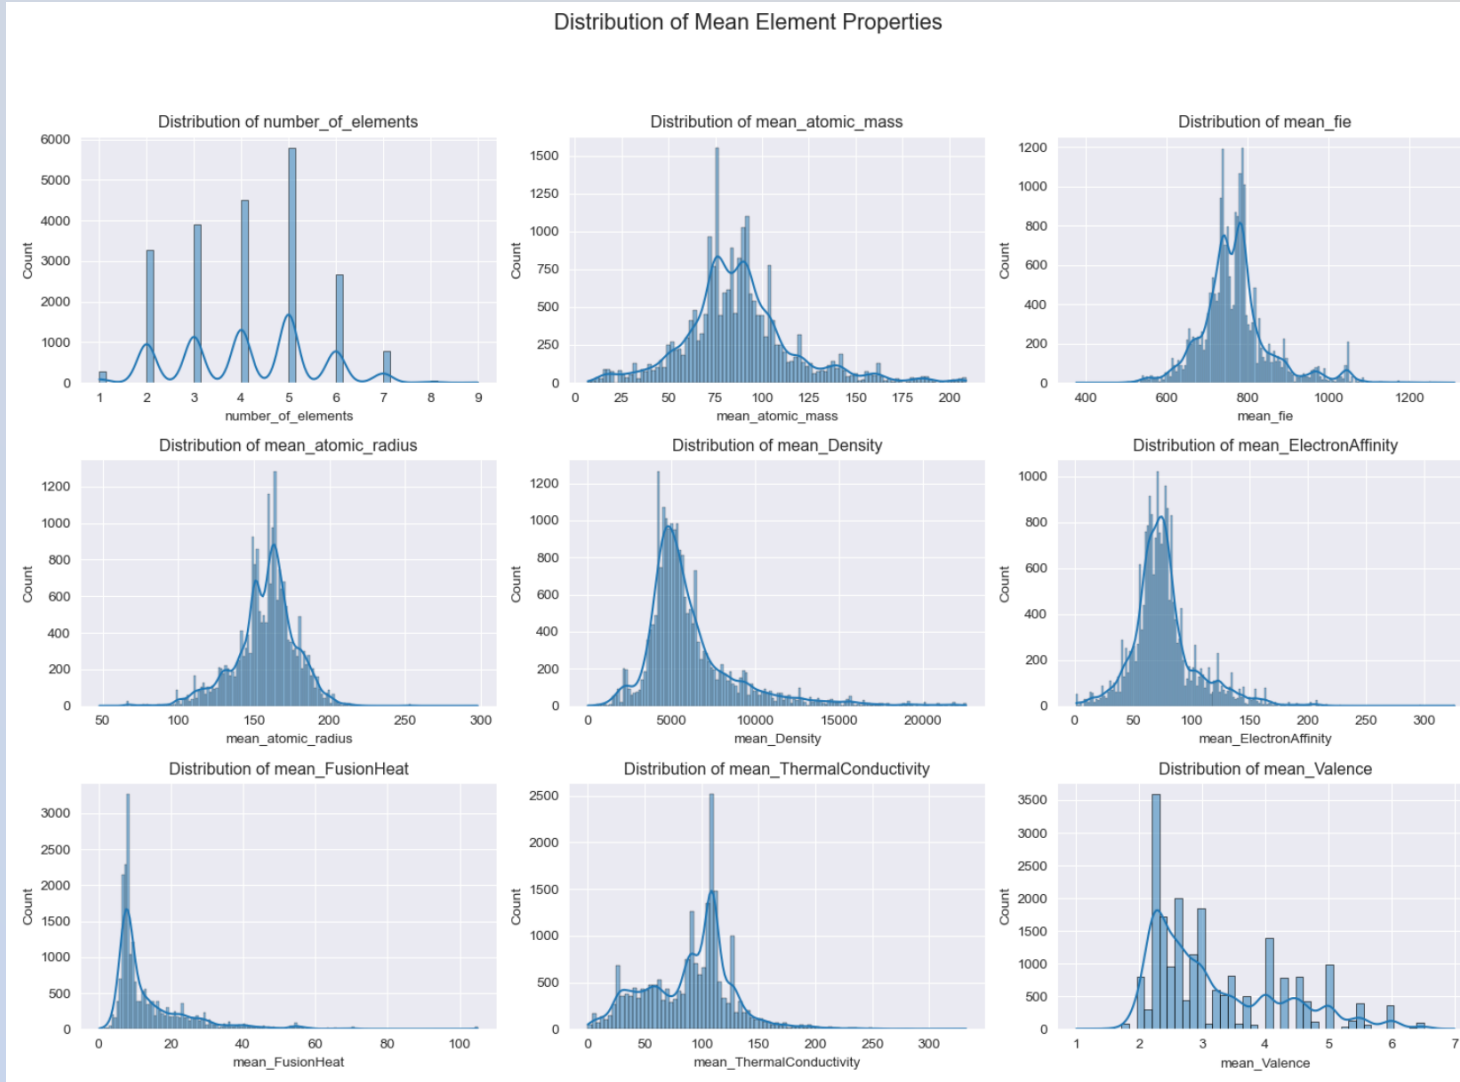 Distribution of Mean Element Properties
Distribution of number_of_elements
6000
5000
4000
3000
2000
1000
0
Count
1 2 3 4 5 6 7 8 9
number_of_elements
Distribution of mean_atomic_mass
1500
1250
1000
750
500
250
0
Count
0 25 50 75 100 125 150 175 200
mean_atomic_mass
Distribution of mean_fie
1200
1000
800
600
400
200
0
Count
400 600 800 1000 1200
mean_fie
Distribution of mean_atomic_radius
1200
1000
800
600
400
200
0
Count
50 100 150 200 250 300
mean_atomic_radius
Distribution of mean_Density
1200
1000
800
600
400
200
0
Count
0 5000 10000 15000 20000
mean_Density
Distribution of mean_ElectronAffinity
1000
800
600
400
200
0
Count
0 50 100 150 200 250 300
mean_ElectronAffinity
Distribution of mean_FusionHeat
3000
2500
2000
1500
1000
500
0
Count
0 20 40 60 80 100
mean_FusionHeat
Distribution of mean_ThermalConductivity
2500
2000
1500
1000
500
0
Count
0 50 100 150 200 250 300
mean_ThermalConductivity
Distribution of mean_Valence
3500
3000
2500
2000
1500
1000
500
0
Count
1 2 3 4 5 6 7
mean_Valence